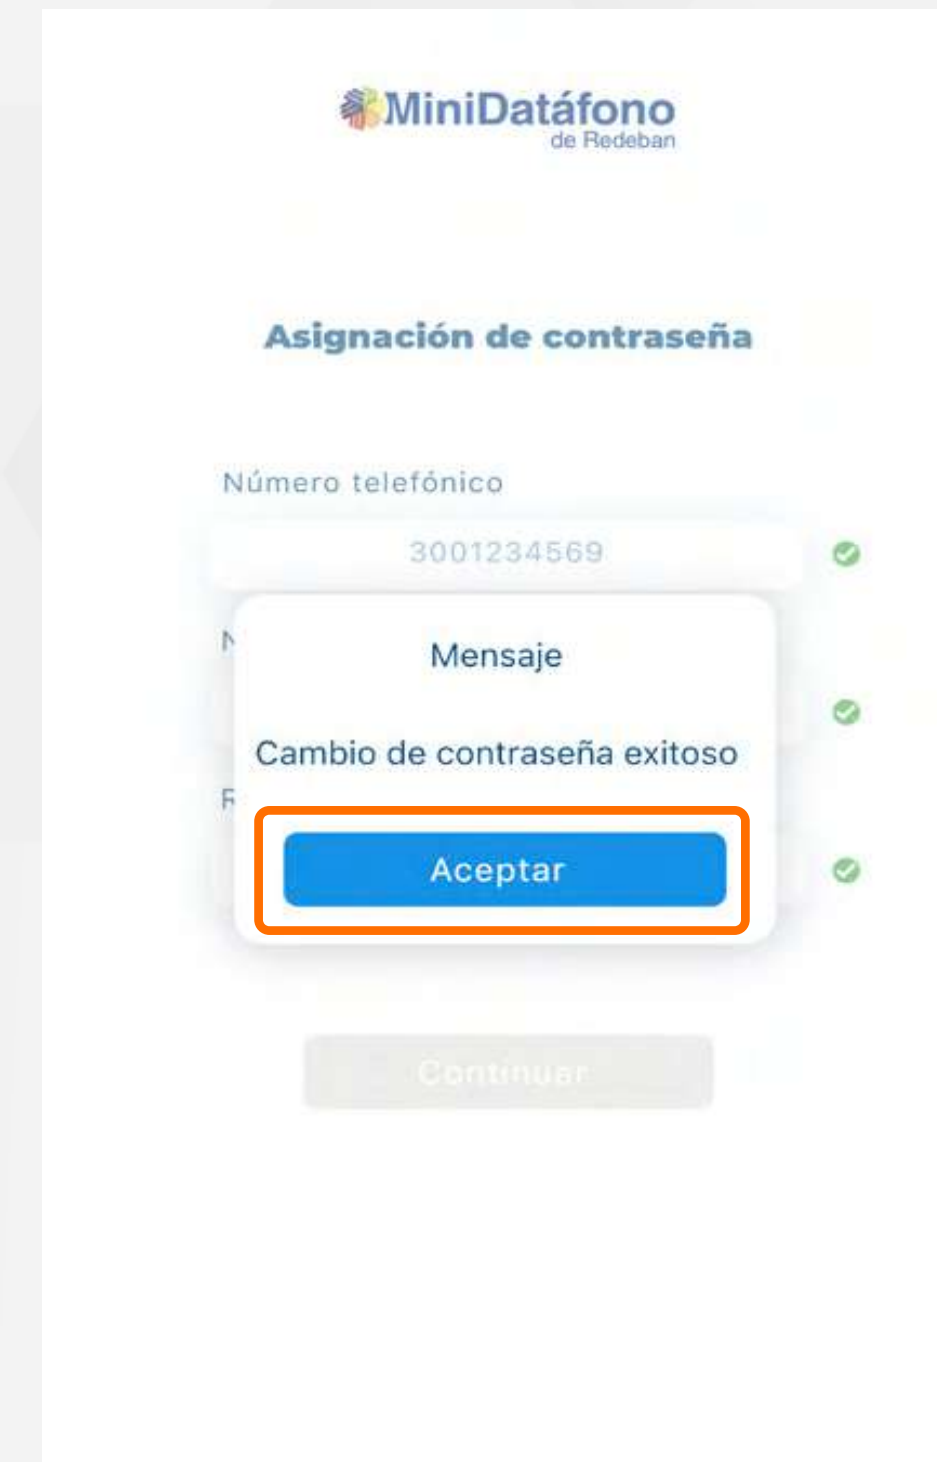 MiniDatáfono
de Redeban
Asignación de contraseña
Número telefónico
3001234569
N
Mensaje
Cambio de contraseña exitoso
R
Aceptar
Continuar